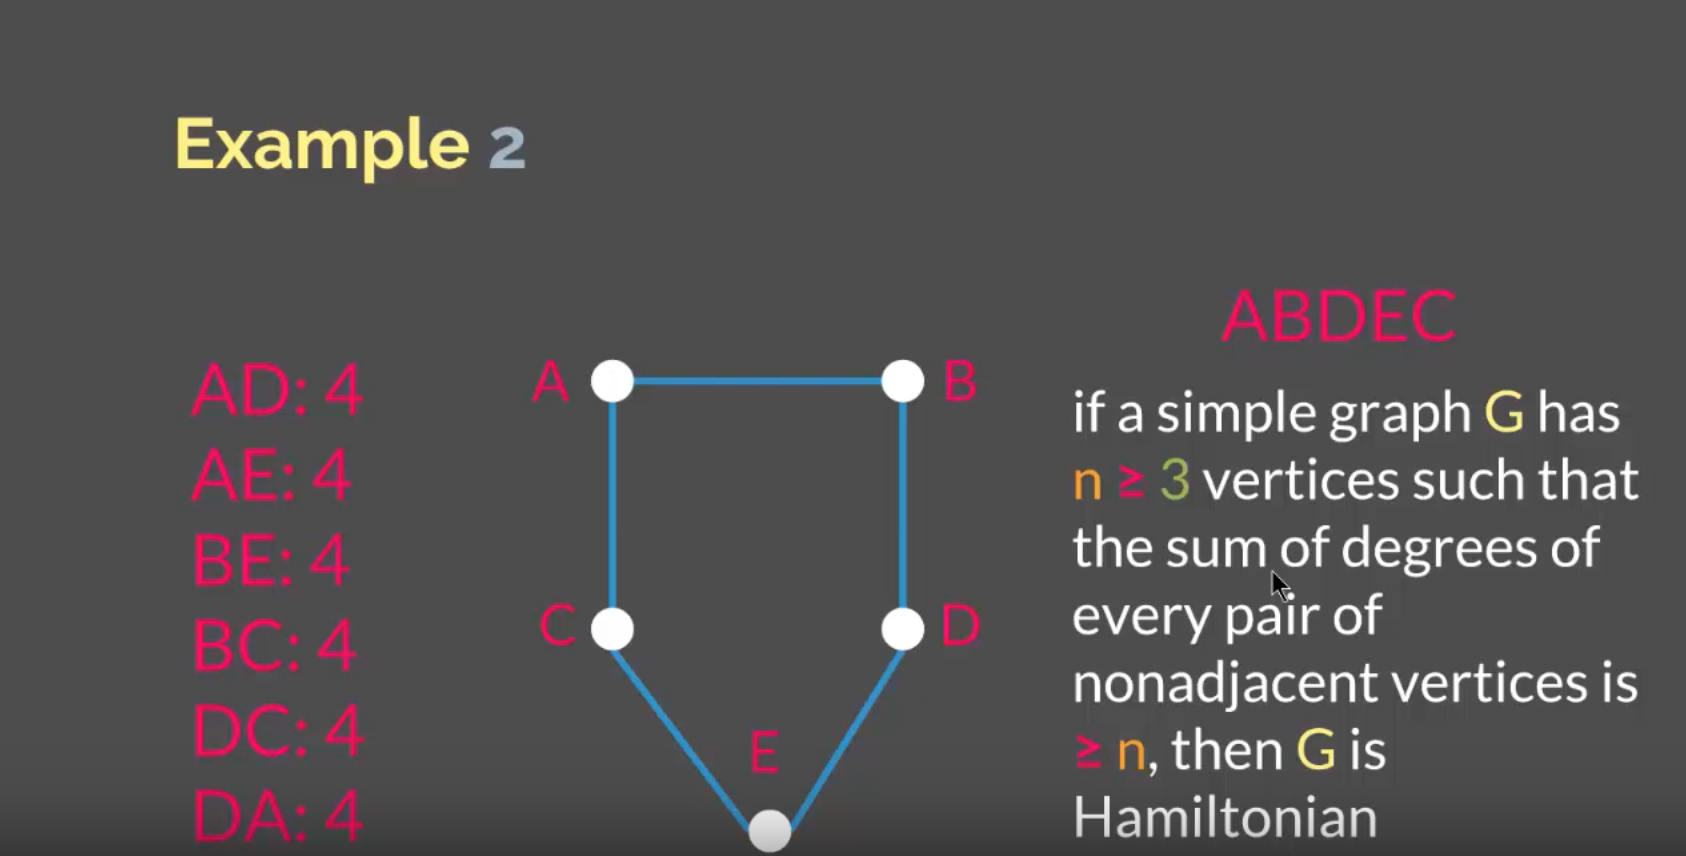 Example 2
AD: 4
AE: 4
BE: 4
BC: 4
DC: 4
DA: 4
A
B
C
D
E
ABDEC
if a simple graph G has
n ≥ 3 vertices such that
the sum of degrees of
every pair of
nonadjacent vertices is
≥ n, then G is
Hamiltonian